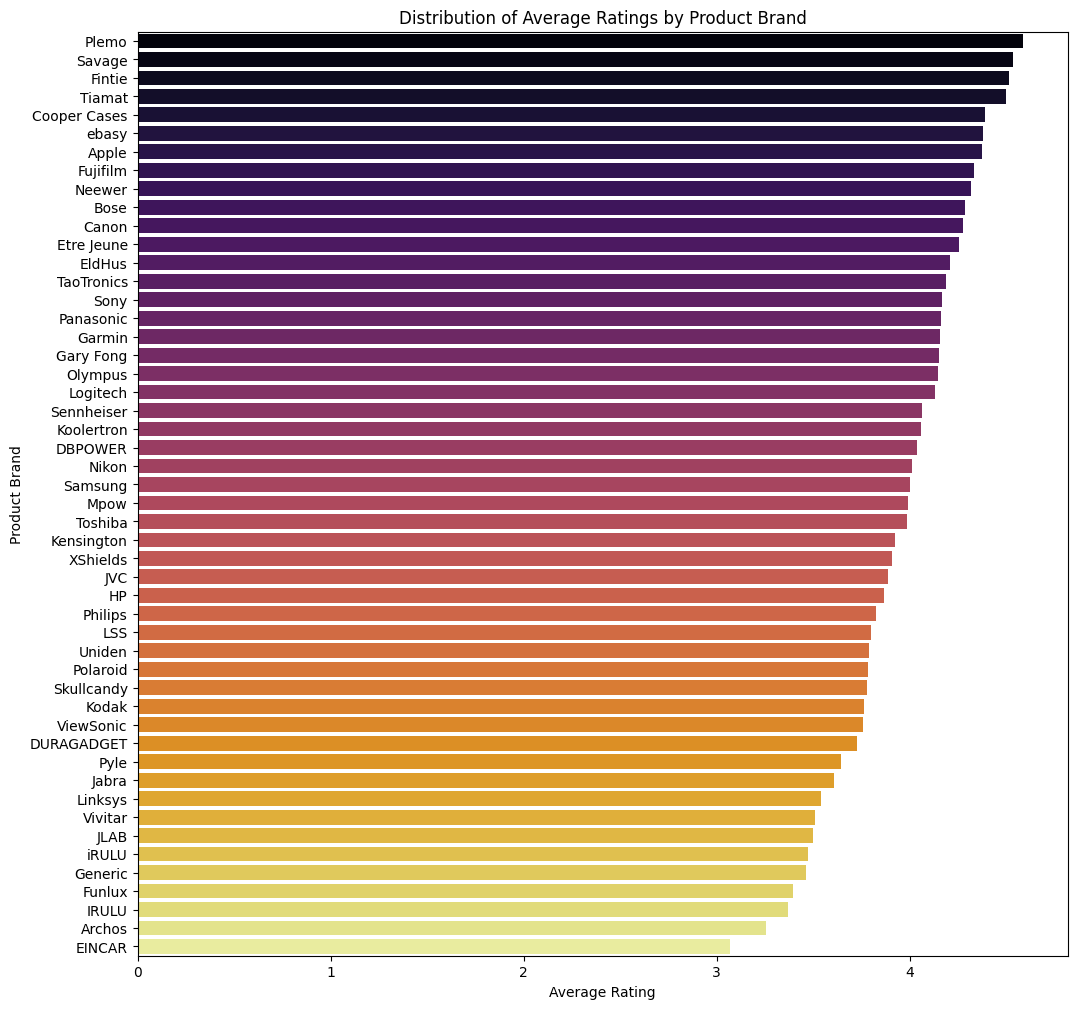 Distribution of Average Ratings by Product Brand
Product Brand
Plemo
Savage
Fintie
Tiamat
Cooper Cases
ebasy
Apple
Fujifilm
Neewer
Bose
Canon
Etre Jeune
EldHus
TaoTronics
Sony
Panasonic
Garmin
Gary Fong
Olympus
Logitech
Sennheiser
Koolertron
DBPOWER
Nikon
Samsung
Mpow
Toshiba
Kensington
XShields
JVC
HP
Philips
LSS
Uniden
Polaroid
Skullcandy
Kodak
ViewSonic
DURAGADGET
Pyle
Jabra
Linksys
Vivitar
JLAB
iRULU
Generic
Funlux
IRULU
Archos
EINCAR
0 1 2 3 4
Average Rating